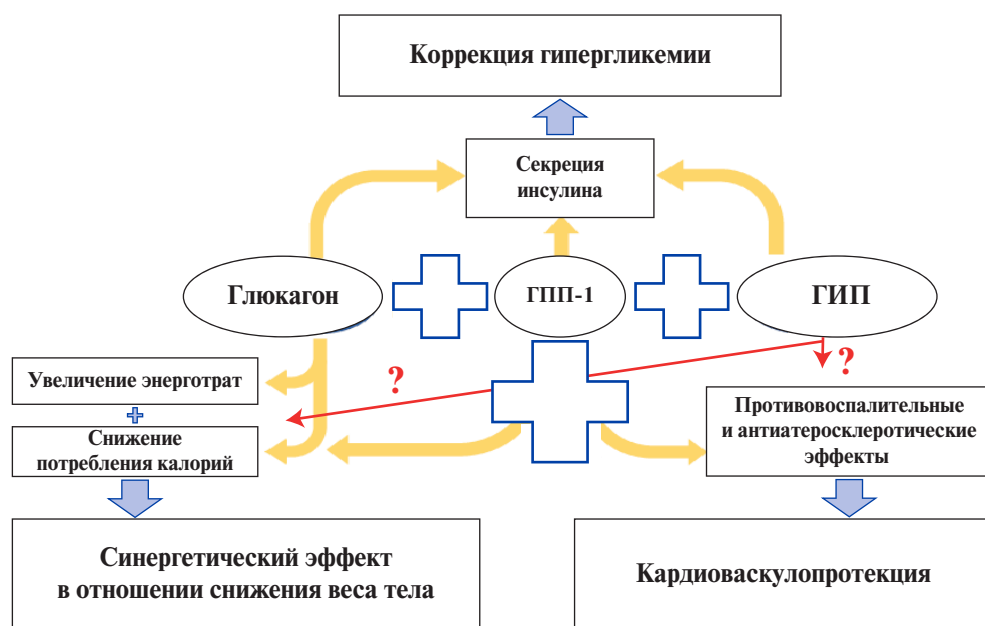 Коррекция гипергликемии
Секреция
инсулина
Глюкагон
ГПП-1
ГИП
?
?
Увеличение энерготрат
Снижение
потребления калорий
Противовоспалительные
и антиатеросклеротические
эффекты
Синергетический эффект
в отношении снижения веса тела
Кардиоваскулопротекция